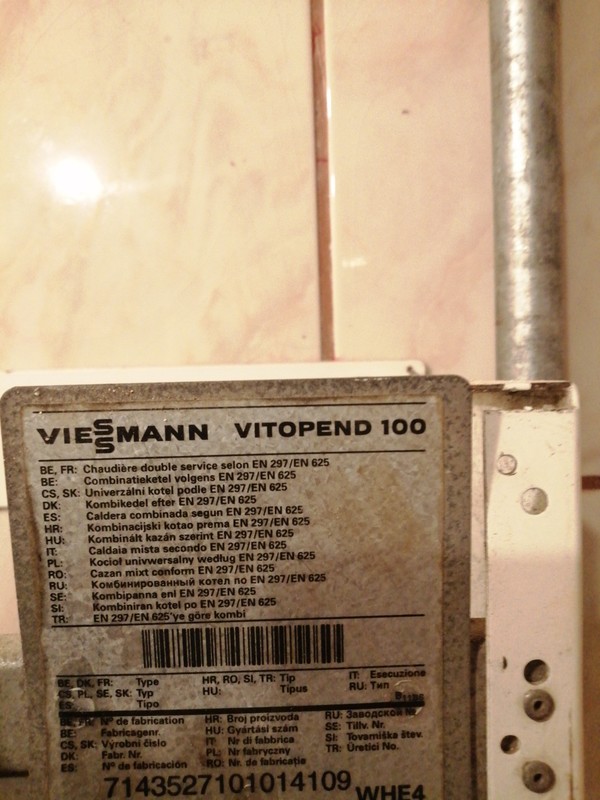 VIESSMANN VITOPEND 100
BE, FR: Chaudière double service selon EN 297/EN 625
BE: Combinatieketel volgens EN 297/EN 625
CS, SK: Univerzálni kotel podle EN 297/EN 625
DK: Kombikedel efter EN 297/EN 625
ES: Caldera combinada segun EN 297/EN 625
HR: Kombinacijski kotao prema EN 297/EN 625
HU: Kombinált kazán szerint EN 297/EN 625
IT: Caldaia mista secondo EN 297/EN 625
PL: Kocioł univwersalny według EN 297/EN 625
RO: Cazan mixt conform EN 297/EN 625
RU: Комбинированный котел по EN 297/EN 625
SE: Kombipanna enl EN 297/EN 625
SI: Kombiniran kotel po EN 297/EN 625
TR: EN 297/EN 625'ye göre kombi
BE, DK, FR: Type HR, RO, SI, TR: Tip IT: Esecuzione
CS, PL, SE, SK: Typ HU: Típus RU: Тип
ES: Tipo
BE, FR: N° de fabrication HR: Broj proizvoda RU: Заводской №
BE: Fabricagenr. HU: Gyártási szám SE: Tillv. Nr.
CS, SK: Výrobní číslo IT: Nr di fabbrica SI: Tovarniška štev.
DK: Fabr. Nr. PL: Nr fabryczny TR: Üretici No.
ES: N° de fabricación RO: Nr. de fabricaţie
7143527101014109 WHE4